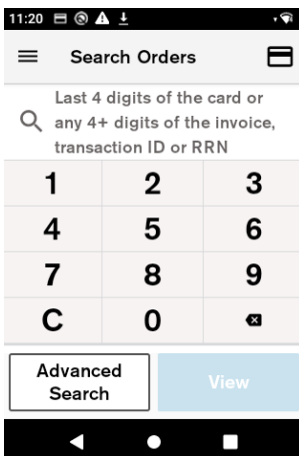 11:20
Search Orders
Last 4 digits of the card or
any 4+ digits of the invoice,
transaction ID or RRN
1 2 3
4 5 6
7 8 9
C 0
Advanced
Search
View